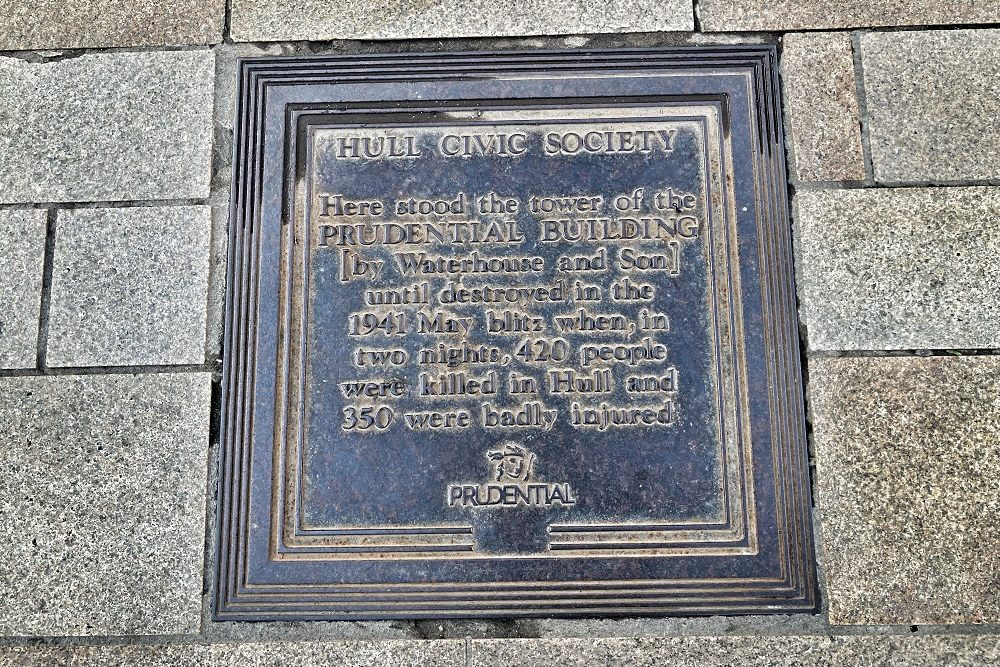 HULL CIVIC SOCIETY
Here stood the tower of the
PRUDENTIAL BUILDING
[by Waterhouse and Son]
until destroyed in the
1941 May blitz when, in
two nights, 420 people
were killed in Hull and
350 were badly injured
PRUDENTIAL